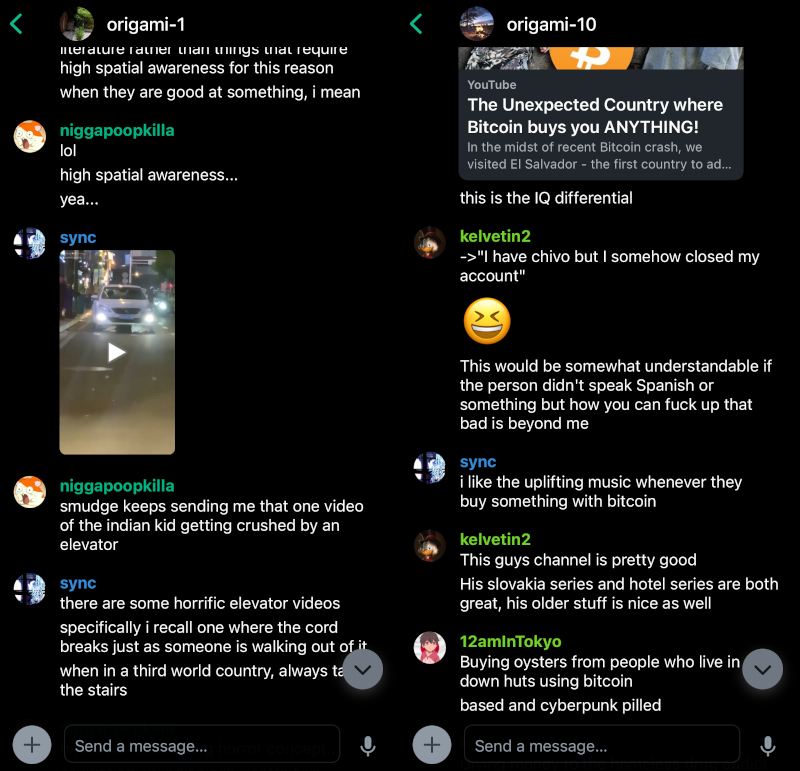 origami-1
literature rather than things that require
high spatial awareness for this reason
when they are good at something, i mean
niggapoopkilla
lol
high spatial awareness...
yea...
sync
niggapoopkilla
smudge keeps sending me that one video
of the indian kid getting crushed by an
elevator
sync
there are some horrific elevator videos
specifically i recall one where the cord
breaks just as someone is walking out of it
when in a third world country, always ta
the stairs
Send a message...
origami-10
YouTube
The Unexpected Country where
Bitcoin buys you ANYTHING!
In the midst of recent Bitcoin crash, we
visited El Salvador - the first country to ad...
this is the IQ differential
kelvetin2
->"I have chivo but I somehow closed my
account"
This would be somewhat understandable if
the person didn't speak Spanish or
something but how you can fuck up that
bad is beyond me
sync
i like the uplifting music whenever they
buy something with bitcoin
kelvetin2
This guys channel is pretty good
His slovakia series and hotel series are both
great, his older stuff is nice as well
12amInTokyo
Buying oysters from people who live in
down huts using bitcoin
based and cyberpunk pilled
Send a message...